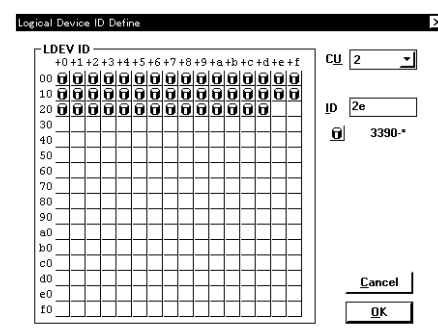 Logical Device ID Define
LDEV ID
+0 +1 +2 +3 +4 +5 +6 +7 +8 +9 +a +b +c +d +e +f
00
10
20
30
40
50
60
70
80
90
a0
b0
c0
d0
e0
f0
CU 2
ID 2e
3390-*
Cancel
OK